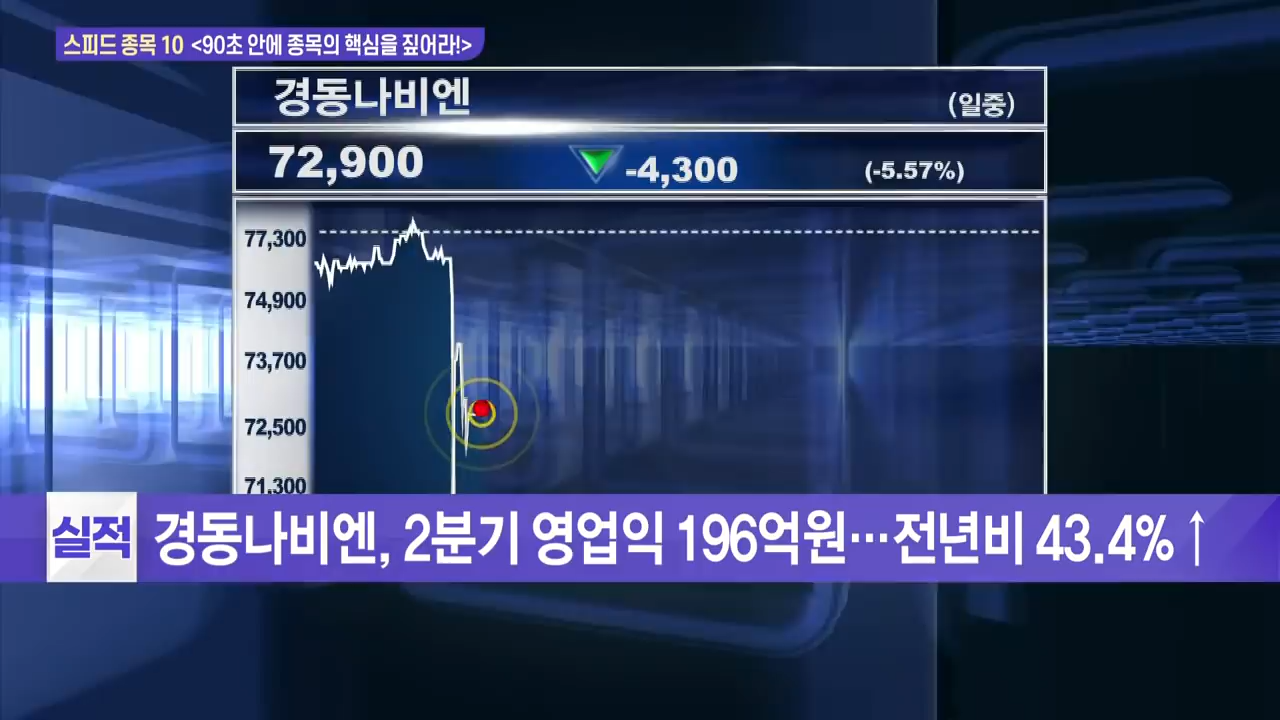 스피드 종목 10 <90초 안에 종목의 핵심을 짚어라!>
경동나비엔
(일중)
72,900
-4,300
(-5.57%)
77,300
74,900
73,700
72,500
71,300
실적
경동나비엔, 2분기 영업익 196억원…전년비 43.4%↑